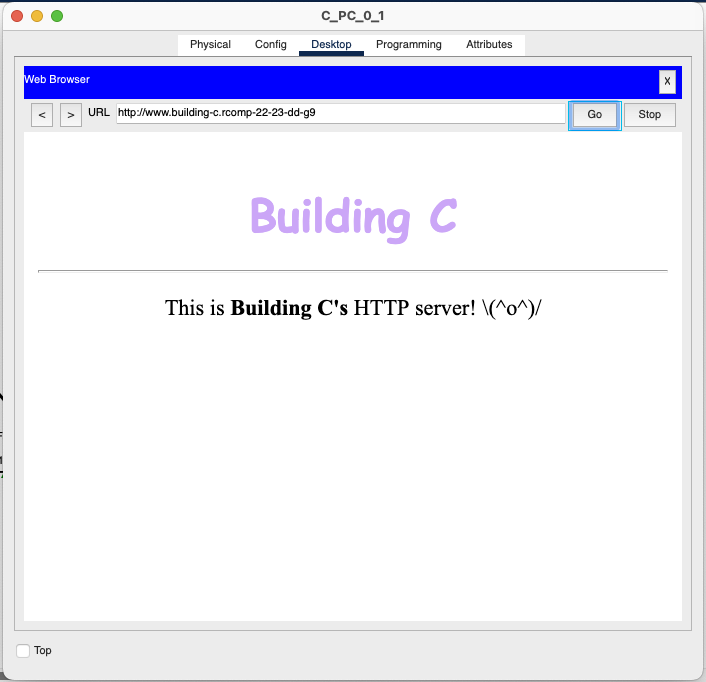 C_PC_0_1
Physical Config Desktop Programming Attributes
Web Browser X
< > URL http://www.building-c.rcomp-22-23-dd-g9 Go Stop
Building C
This is Building C's HTTP server! \(^o^)/
Top